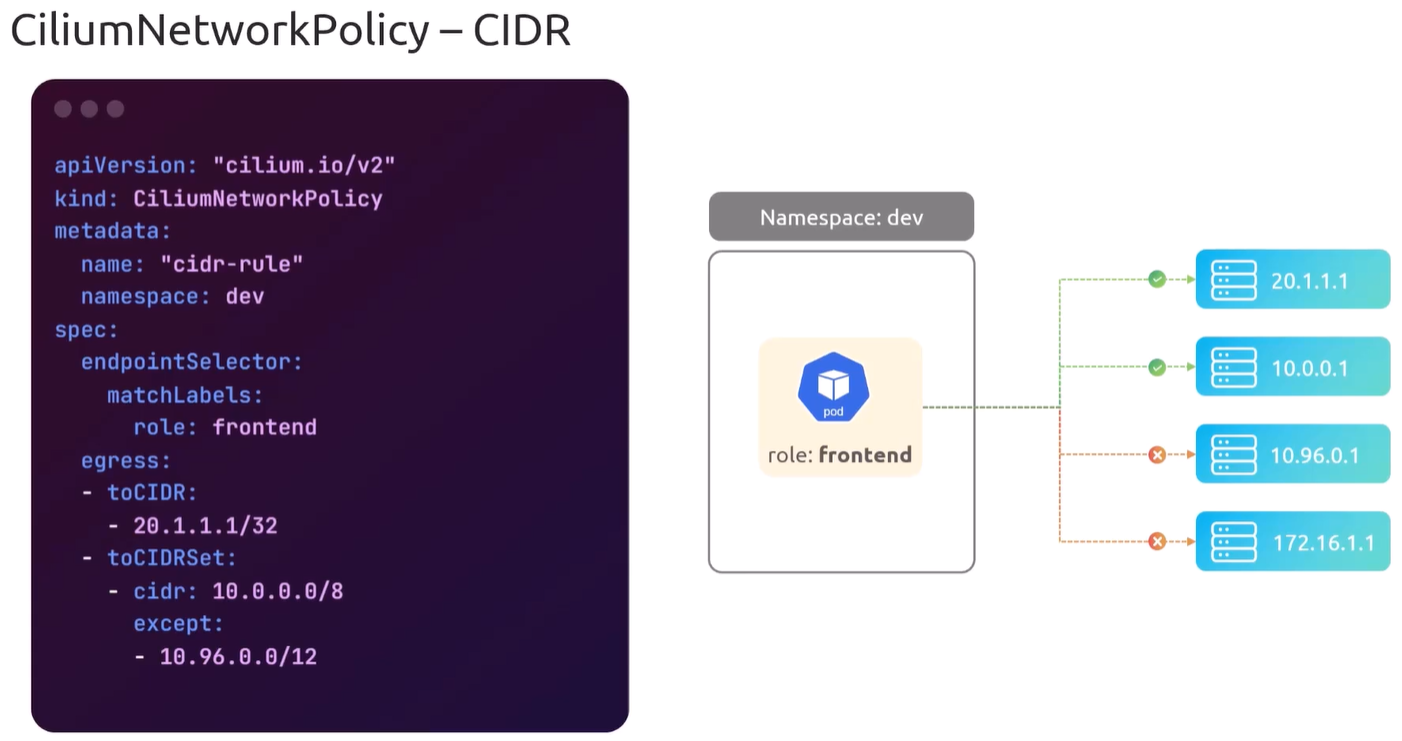 CiliumNetworkPolicy – CIDR
apiVersion: "cilium.io/v2"
kind: CiliumNetworkPolicy
metadata:
  name: "cidr-rule"
  namespace: dev
spec:
  endpointSelector:
    matchLabels:
      role: frontend
  egress:
  - toCIDR:
    - 20.1.1.1/32
  - toCIDRSet:
    - cidr: 10.0.0.0/8
      except:
      - 10.96.0.0/12
Namespace: dev
pod
role: frontend
20.1.1.1
10.0.0.1
10.96.0.1
172.16.1.1